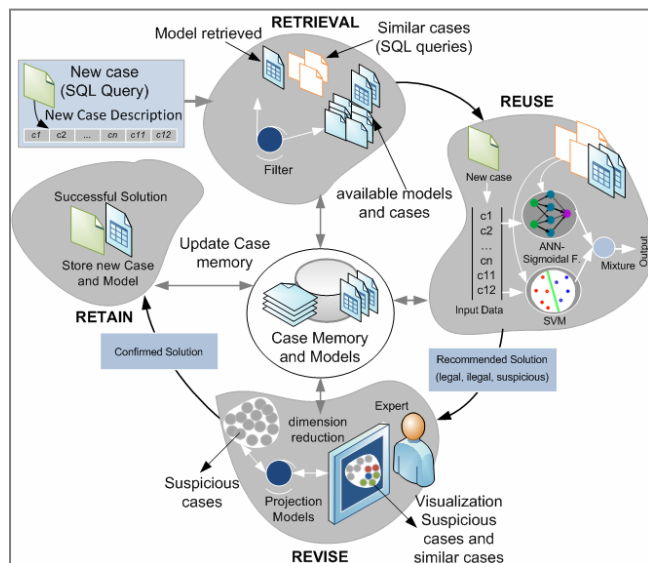 RETRIEVAL
Model retrieved
Similar cases
(SQL queries)
New case
(SQL Query)
New Case Description
c1 c2 ... cn c11 c12
Filter
available models
and cases
REUSE
New case
c1
c2
...
cn
c11
c12
Input Data
ANN-
Sigmoidal F.
SVM
Mixture
Output
Successful Solution
Store new Case
and Model
RETAIN
Update Case
memory
Case Memory
and Models
Confirmed Solution
Recommended Solution
(legal, ilegal, suspicious)
dimension
reduction
Expert
Suspicious
cases
Projection
Models
Visualization
Suspicious
cases and
similar cases
REVISE